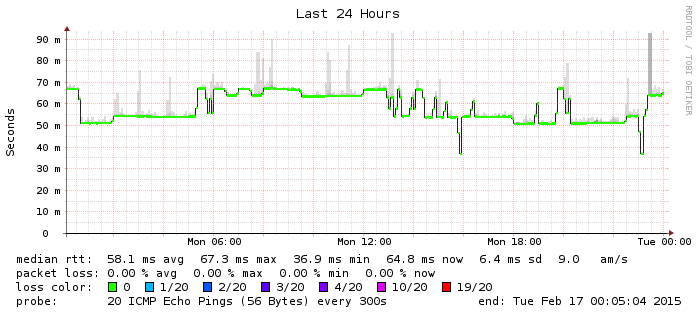 Last 24 Hours
RRDTOOL / TOBI OETIKER
Seconds
90 m
80 m
70 m
60 m
50 m
40 m
30 m
20 m
10 m
0
Mon 06:00 Mon 12:00 Mon 18:00 Tue 00:00
median rtt: 58.1 ms avg 67.3 ms max 36.9 ms min 64.8 ms now 6.4 ms sd 9.0 am/s
packet loss: 0.00 % avg 0.00 % max 0.00 % min 0.00 % now
loss color: 0 1/20 2/20 3/20 4/20 10/20 19/20
probe: 20 ICMP Echo Pings (56 Bytes) every 300s end: Tue Feb 17 00:05:04 2015